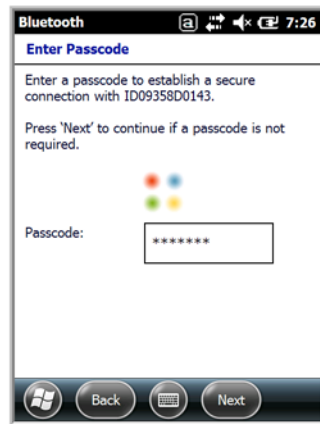 Bluetooth a 7:26
Enter Passcode
Enter a passcode to establish a secure
connection with ID09358D0143.
Press 'Next' to continue if a passcode is not
required.
Passcode: *******
Back Next